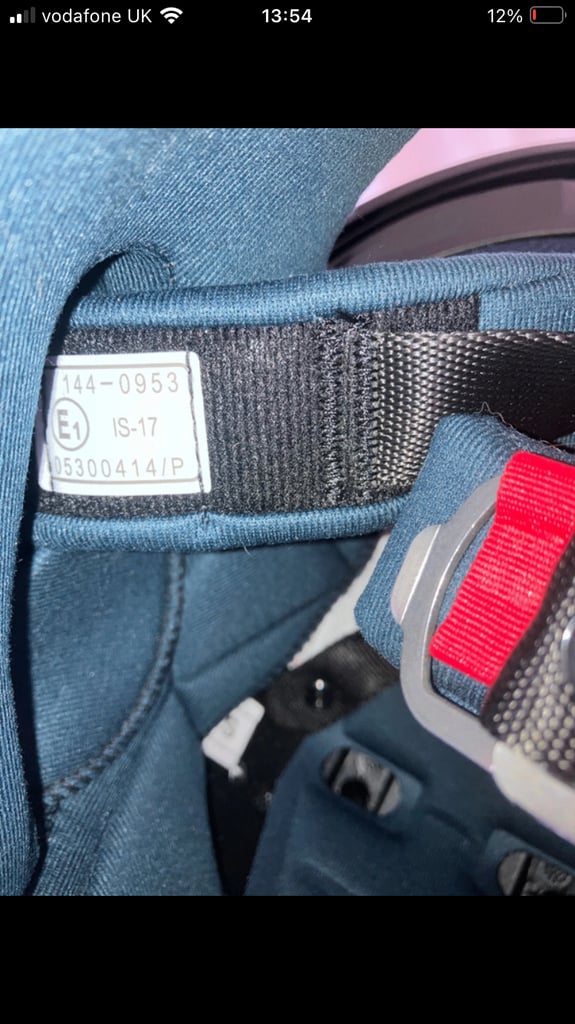 vodafone UK 13:54 12%
144-0953
E1 IS-17
05300414/P